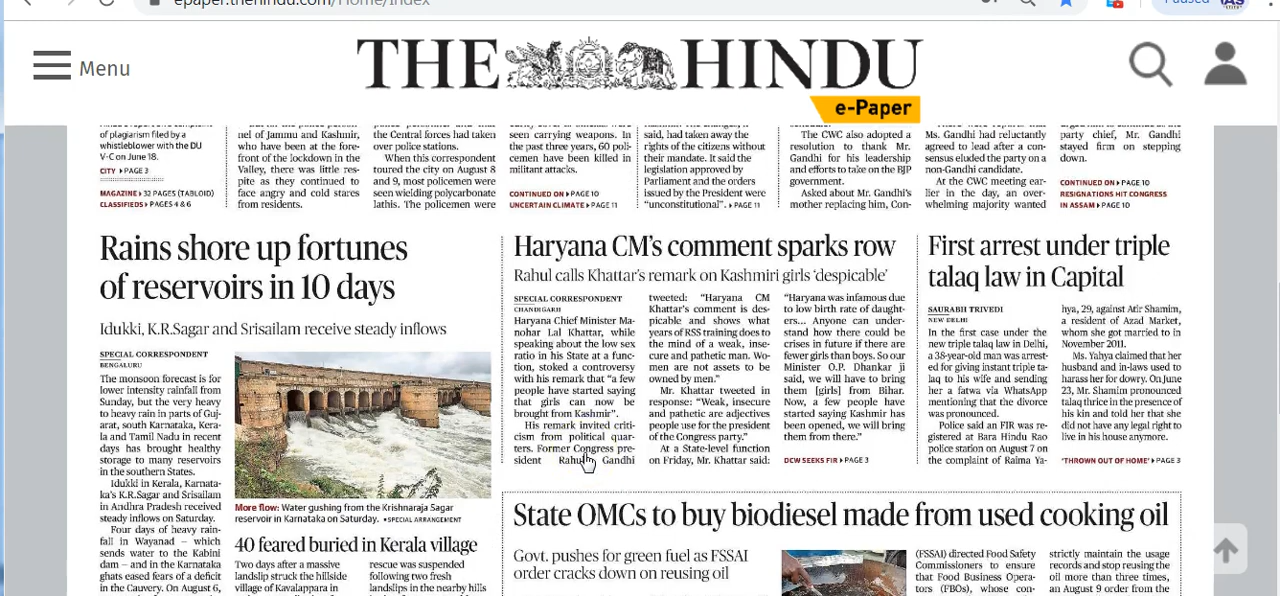 epaper.thehindu.com/Home/Index
Paused
Menu
THE HINDU
e-Paper
of plagiarism filed by a
whistleblower with the DU
V-C on June 18.
CITY ▸ PAGE 3
MAGAZINE ▸ 32 PAGES (TABLOID)
CLASSIFIEDS ▸ PAGES 4 & 6
nel of Jammu and Kashmir,
who have been at the fore-
front of the lockdown in the
Valley, there was little res-
pite as they continued to
face angry and cold stares
from residents.
the Central forces had taken
over police stations.
When this correspondent
toured the city on August 8
and 9, most policemen were
seen wielding polycarbonate
lathis. The policemen were
seen carrying weapons. In
the past three years, 60 poli-
cemen have been killed in
militant attacks.
CONTINUED ON ▸ PAGE 10
UNCERTAIN CLIMATE ▸ PAGE 11
said, had taken away the
rights of the citizens without
their mandate. It said the
legislation approved by
Parliament and the orders
issued by the President were
“unconstitutional”. ▸ PAGE 11
The CWC also adopted a
resolution to thank Mr.
Gandhi for his leadership
and efforts to take on the BJP
government.
Asked about Mr. Gandhi’s
mother replacing him, Con-
Ms. Gandhi had reluctantly
agreed to lead after a con-
sensus eluded the party on a
non-Gandhi candidate.
At the CWC meeting ear-
lier in the day, an over-
whelming majority wanted
party chief, Mr. Gandhi
stayed firm on stepping
down.
CONTINUED ON ▸ PAGE 10
RESIGNATIONS HIT CONGRESS
IN ASSAM ▸ PAGE 10
Rains shore up fortunes
of reservoirs in 10 days
Idukki, K.R.Sagar and Srisailam receive steady inflows
SPECIAL CORRESPONDENT
BENGALURU
The monsoon forecast is for
lower intensity rainfall from
Sunday, but the very heavy
to heavy rain in parts of Guj-
arat, south Karnataka, Kera-
la and Tamil Nadu in recent
days has brought healthy
storage to many reservoirs
in the southern States.
Idukki in Kerala, Karnata-
ka’s K.R.Sagar and Srisailam
in Andhra Pradesh received
steady inflows on Saturday.
Four days of heavy rain-
fall in Wayanad – which
sends water to the Kabini
dam – and in the Karnataka
ghats eased fears of a deficit
in the Cauvery. On August 6,
More flow: Water gushing from the Krishnaraja Sagar
reservoir in Karnataka on Saturday. ▪SPECIAL ARRANGEMENT
40 feared buried in Kerala village
Two days after a massive
landslip struck the hillside
village of Kavalappara in
rescue was suspended
following two fresh
landslips in the nearby hills
Haryana CM’s comment sparks row
Rahul calls Khattar’s remark on Kashmiri girls ‘despicable’
SPECIAL CORRESPONDENT
CHANDIGARH
Haryana Chief Minister Ma-
nohar Lal Khattar, while
speaking about the low sex
ratio in his State at a func-
tion, stoked a controversy
with his remark that “a few
people have started saying
that girls can now be
brought from Kashmir”.
His remark invited criti-
cism from political quar-
ters. Former Congress pre-
sident Rahul Gandhi
tweeted: “Haryana CM
Khattar’s comment is des-
picable and shows what
years of RSS training does to
the mind of a weak, inse-
cure and pathetic man. Wo-
men are not assets to be
owned by men.”
Mr. Khattar tweeted in
response: “Weak, insecure
and pathetic are adjectives
people use for the president
of the Congress party.”
At a State-level function
on Friday, Mr. Khattar said:
“Haryana was infamous due
to low birth rate of daught-
ers... Anyone can under-
stand how there could be
crises in future if there are
fewer girls than boys. So our
Minister O.P. Dhankar ji
said, we will have to bring
them [girls] from Bihar.
Now, a few people have
started saying Kashmir has
been opened, we will bring
them from there.”
DCW SEEKS FIR ▸ PAGE 3
First arrest under triple
talaq law in Capital
SAURABH TRIVEDI
NEW DELHI
In the first case under the
new triple talaq law in Delhi,
a 38-year-old man was arrest-
ed for giving instant triple ta-
laq to his wife and sending
her a fatwa via WhatsApp
mentioning that the divorce
was pronounced.
Police said an FIR was re-
gistered at Bara Hindu Rao
police station on August 7 on
the complaint of Raima Ya-
hya, 29, against Atir Shamim,
a resident of Azad Market,
whom she got married to in
November 2011.
Ms. Yahya claimed that her
husband and in-laws used to
harass her for dowry. On June
23, Mr. Shamim pronounced
talaq thrice in the presence of
his kin and told her that she
did not have any legal right to
live in his house anymore.
‘THROWN OUT OF HOME’ ▸ PAGE 3
State OMCs to buy biodiesel made from used cooking oil
Govt. pushes for green fuel as FSSAI
order cracks down on reusing oil
(FSSAI) directed Food Safety
Commissioners to ensure
that Food Business Opera-
tors (FBOs), whose con-
strictly maintain the usage
records and stop reusing the
oil more than three times,
an August 9 order from the